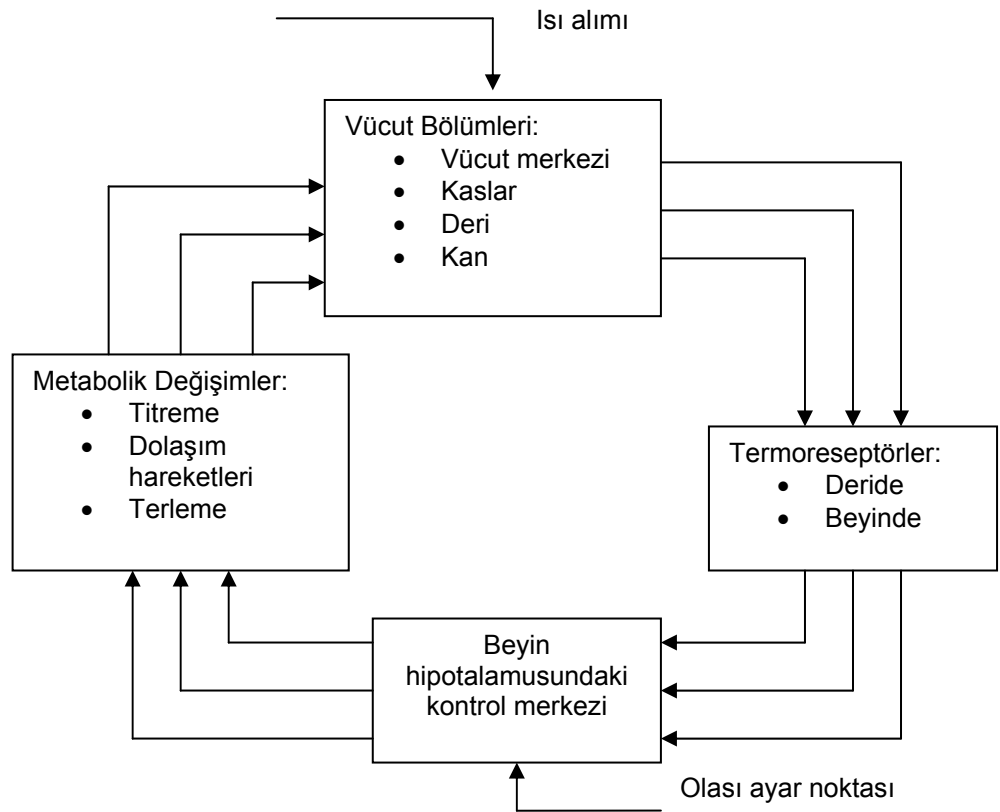 Isı alımı
Vücut Bölümleri:
• Vücut merkezi
• Kaslar
• Deri
• Kan
Metabolik Değişimler:
• Titreme
• Dolaşım
hareketleri
• Terleme
Termoreseptörler:
• Deride
• Beyinde
Beyin
hipotalamusundaki
kontrol merkezi
Olası ayar noktası